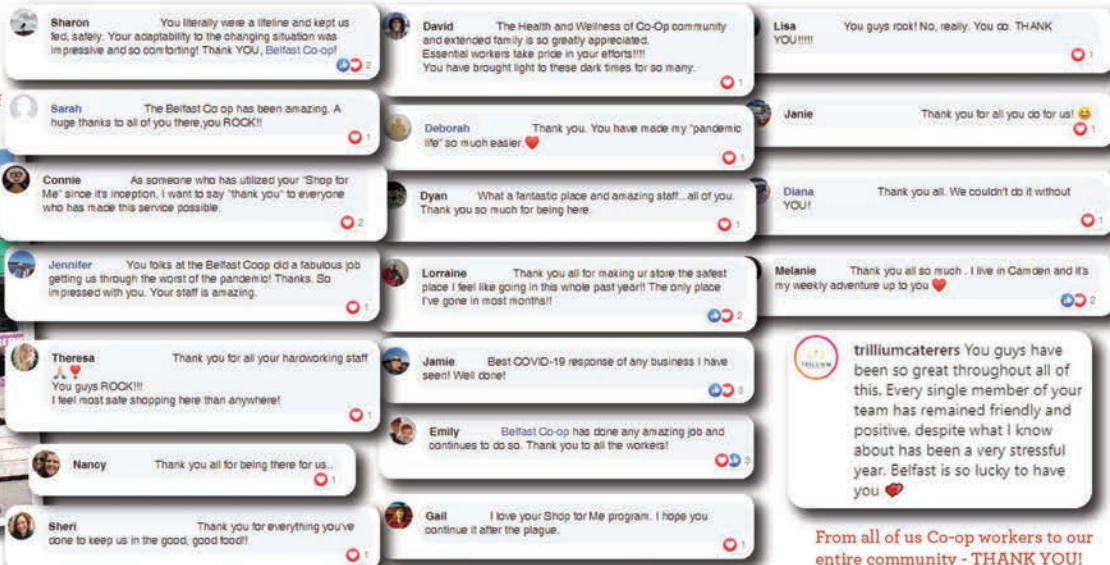 Sharon You literally were a lifeline and kept us
fed, safely. Your adaptability to the changing situation was
impressive and so comforting! Thank YOU, Belfast Co-op!
2
Sarah The Belfast Co op has been amazing. A
huge thanks to all of you there,you ROCK!!
1
Connie As someone who has utilized your "Shop for
Me" since it's inception, I want to say "thank you" to everyone
who has made this service possible.
2
Jennifer You folks at the Belfast Coop did a fabulous job
getting us through the worst of the pandemic! Thanks. So
impressed with you. Your staff is amazing.
1
Theresa Thank you for all your hardworking staff
🙏❣️
You guys ROCK!!!
I feel most safe shopping here than anywhere!
1
Nancy Thank you all for being there for us..
1
Sheri Thank you for everything you've
done to keep us in the good, good food!!
1
David The Health and Wellness of Co-Op community
and extended family is so greatly appreciated.
Essential workers take pride in your efforts!!!!
You have brought light to these dark times for so many.
1
Deborah Thank you. You have made my "pandemic
life" so much easier.❤️
1
Dyan What a fantastic place and amazing staff.. all of you.
Thank you so much for being here.
1
Lorraine Thank you all for making ur store the safest
place I feel like going in this whole past year!! The only place
I've gone in most months!!
2
Jamie Best COVID-19 response of any business I have
seen! Well done!
3
Emily Belfast Co-op has done any amazing job and
continues to do so. Thank you to all the workers!
3
Gail I love your Shop for Me program. I hope you
continue it after the plague.
1
Lisa You guys rock! No, really. You do. THANK
YOU!!!!!
1
Janie Thank you for all you do for us! 😆
1
Diana Thank you all. We couldn't do it without
YOU!
1
Melanie Thank you all so much . I live in Camden and it's
my weekly adventure up to you ❤️
2
TRILLIUM
trilliumcaterers You guys have
been so great throughout all of
this. Every single member of your
team has remained friendly and
positive, despite what I know
about has been a very stressful
year. Belfast is so lucky to have
you 💕
From all of us Co-op workers to our
entire community - THANK YOU!